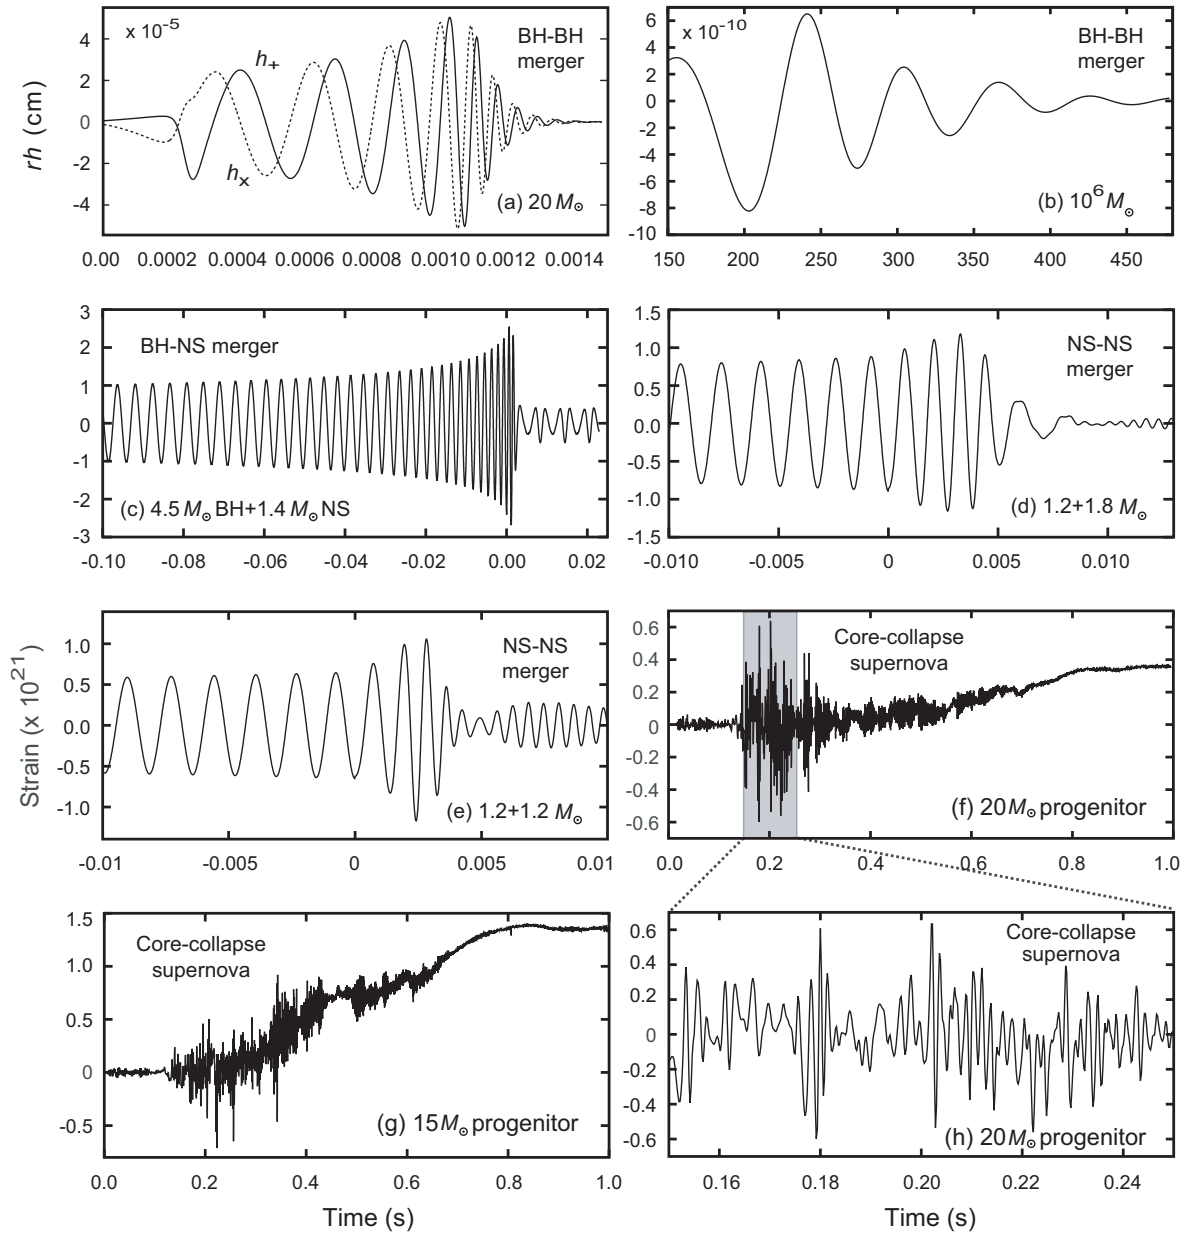 x 10⁻⁵
BH-BH
merger
h₊
hₓ
(a) 20 M⊙
rh (cm)
4
2
0
-2
-4
0.00 0.0002 0.0004 0.0006 0.0008 0.0010 0.0012 0.0014
x 10⁻¹⁰
BH-BH
merger
(b) 10⁶ M⊙
6
4
2
0
-2
-4
-6
-8
-10
150 200 250 300 350 400 450
BH-NS merger
(c) 4.5 M⊙ BH+1.4 M⊙ NS
3
2
1
0
-1
-2
-3
-0.10 -0.08 -0.06 -0.04 -0.02 0.00 0.02
NS-NS
merger
(d) 1.2+1.8 M⊙
1.5
1.0
0.5
0.0
-0.5
-1.0
-1.5
-0.010 -0.005 0 0.005 0.010
NS-NS
merger
(e) 1.2+1.2 M⊙
Strain (x 10²¹)
1.0
0.5
0.0
-0.5
-1.0
-0.01 -0.005 0 0.005 0.01
Core-collapse
supernova
(f) 20 M⊙ progenitor
0.6
0.4
0.2
0
-0.2
-0.4
-0.6
0.0 0.2 0.4 0.6 0.8 1.0
Core-collapse
supernova
(g) 15 M⊙ progenitor
1.5
1.0
0.5
0
-0.5
0.0 0.2 0.4 0.6 0.8 1.0
Time (s)
Core-collapse
supernova
(h) 20 M⊙ progenitor
0.6
0.4
0.2
0
-0.2
-0.4
-0.6
0.16 0.18 0.20 0.22 0.24
Time (s)